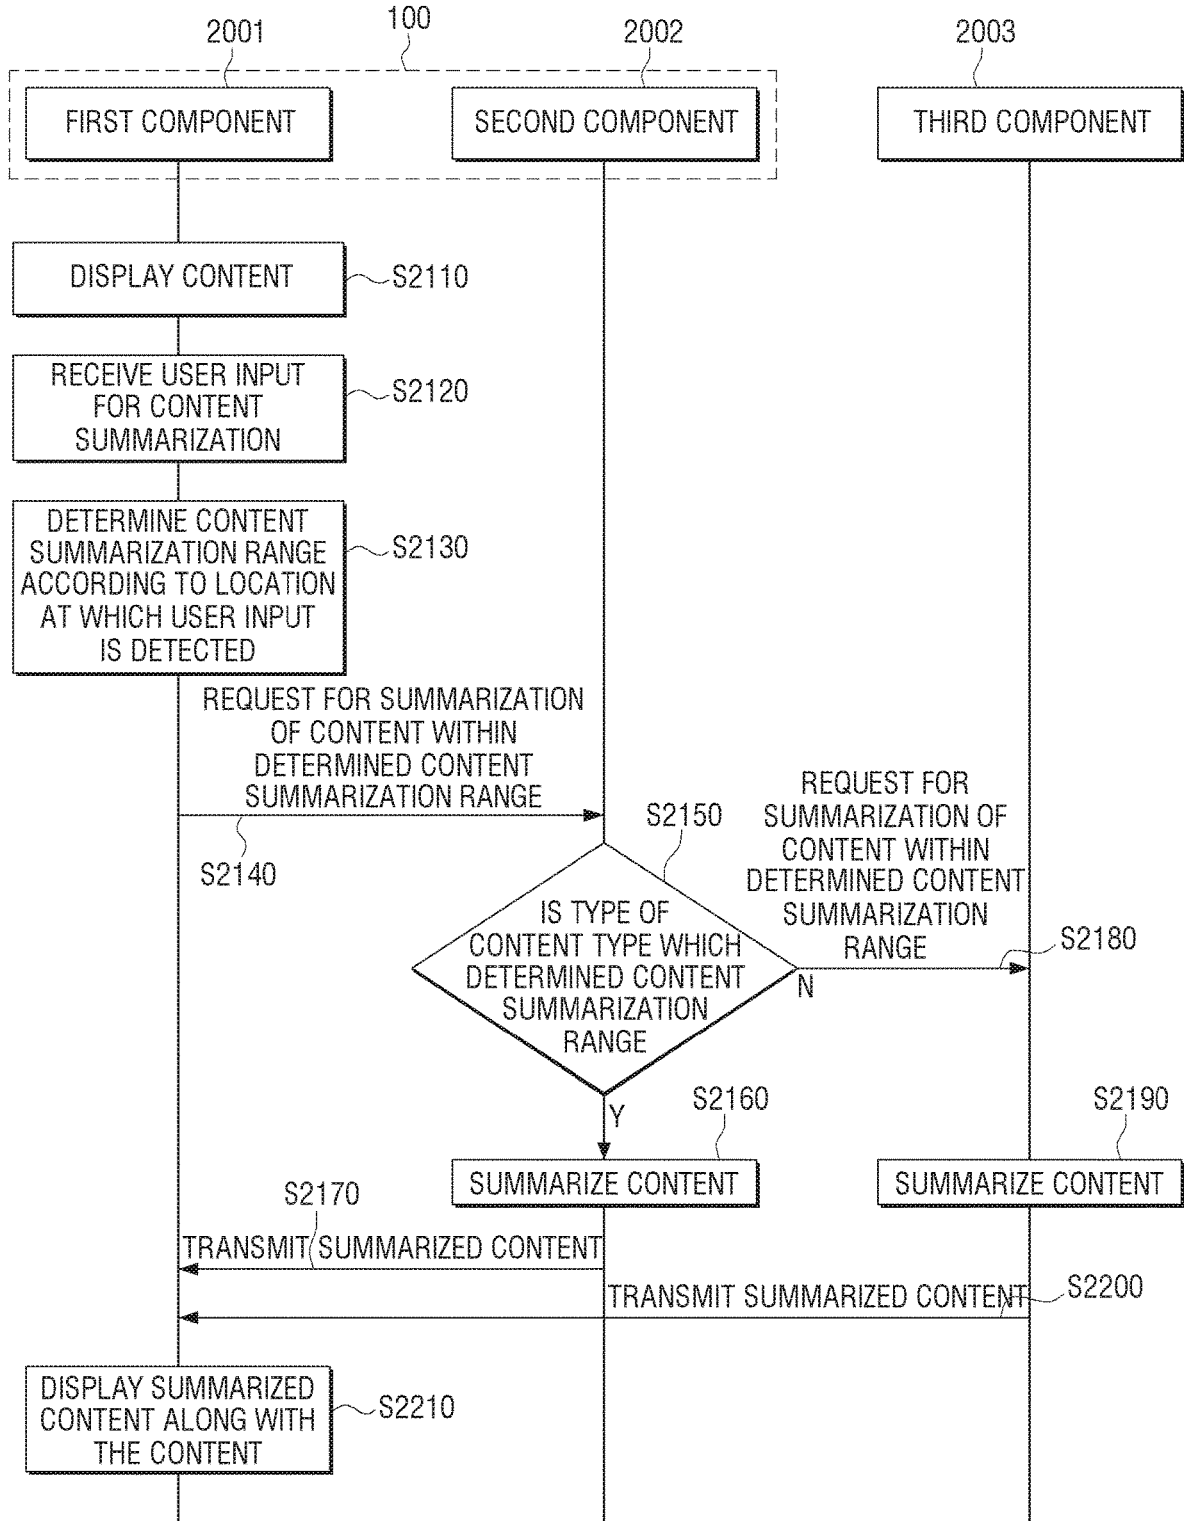 100
2001
2002
2003
FIRST COMPONENT
SECOND COMPONENT
THIRD COMPONENT
DISPLAY CONTENT
S2110
RECEIVE USER INPUT
FOR CONTENT
SUMMARIZATION
S2120
DETERMINE CONTENT
SUMMARIZATION RANGE
ACCORDING TO LOCATION
AT WHICH USER INPUT
IS DETECTED
S2130
REQUEST FOR SUMMARIZATION
OF CONTENT WITHIN
DETERMINED CONTENT
SUMMARIZATION RANGE
S2140
S2150
IS TYPE OF
CONTENT TYPE WHICH
DETERMINED CONTENT
SUMMARIZATION
RANGE
REQUEST FOR
SUMMARIZATION OF
CONTENT WITHIN
DETERMINED CONTENT
SUMMARIZATION
RANGE
S2180
N
Y
S2160
SUMMARIZE CONTENT
S2190
SUMMARIZE CONTENT
S2170
TRANSMIT SUMMARIZED CONTENT
TRANSMIT SUMMARIZED CONTENT
S2200
DISPLAY SUMMARIZED
CONTENT ALONG WITH
THE CONTENT
S2210